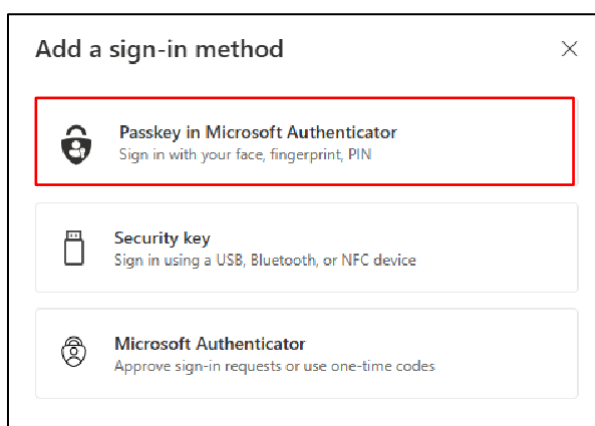 Add a sign-in method
Passkey in Microsoft Authenticator
Sign in with your face, fingerprint, PIN
Security key
Sign in using a USB, Bluetooth, or NFC device
Microsoft Authenticator
Approve sign-in requests or use one-time codes